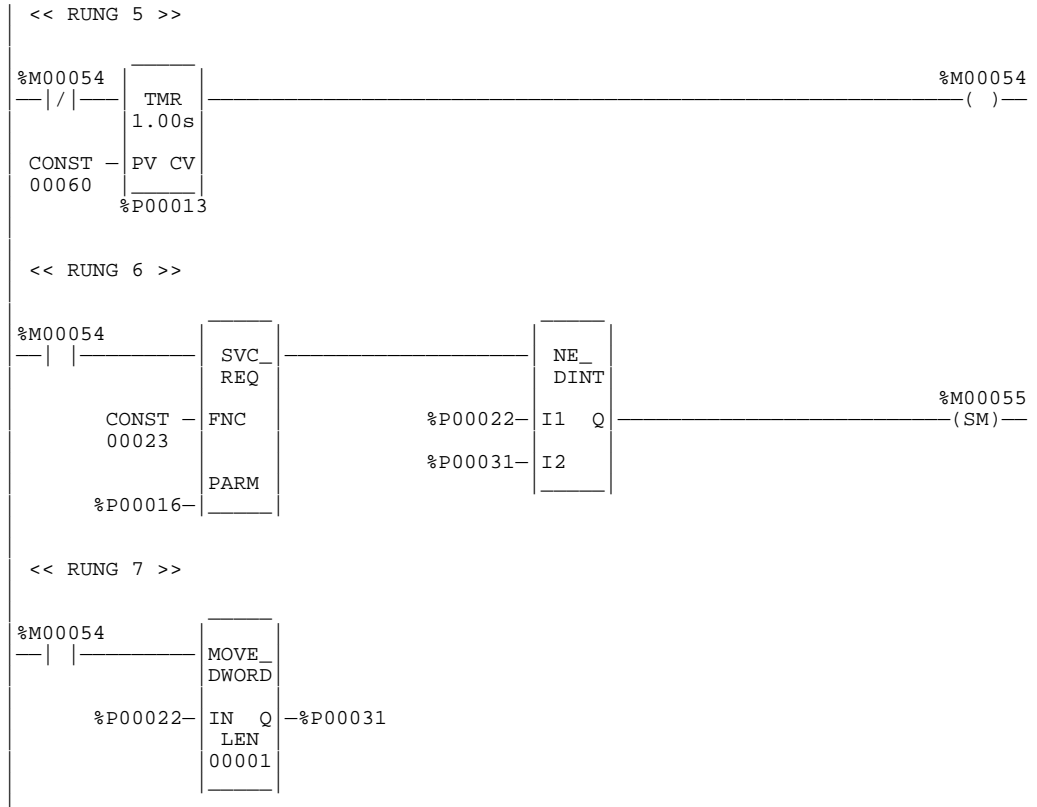 << RUNG 5 >>
%M00054 %M00054
|/| TMR ( )
1.00s
CONST PV CV
00060
%P00013
<< RUNG 6 >>
%M00054
| | SVC_ NE_
REQ DINT
%M00055
CONST FNC %P00022 I1 Q (SM)
00023
%P00031 I2
PARM
%P00016
<< RUNG 7 >>
%M00054
| | MOVE_
DWORD
%P00022 IN Q %P00031
LEN
00001